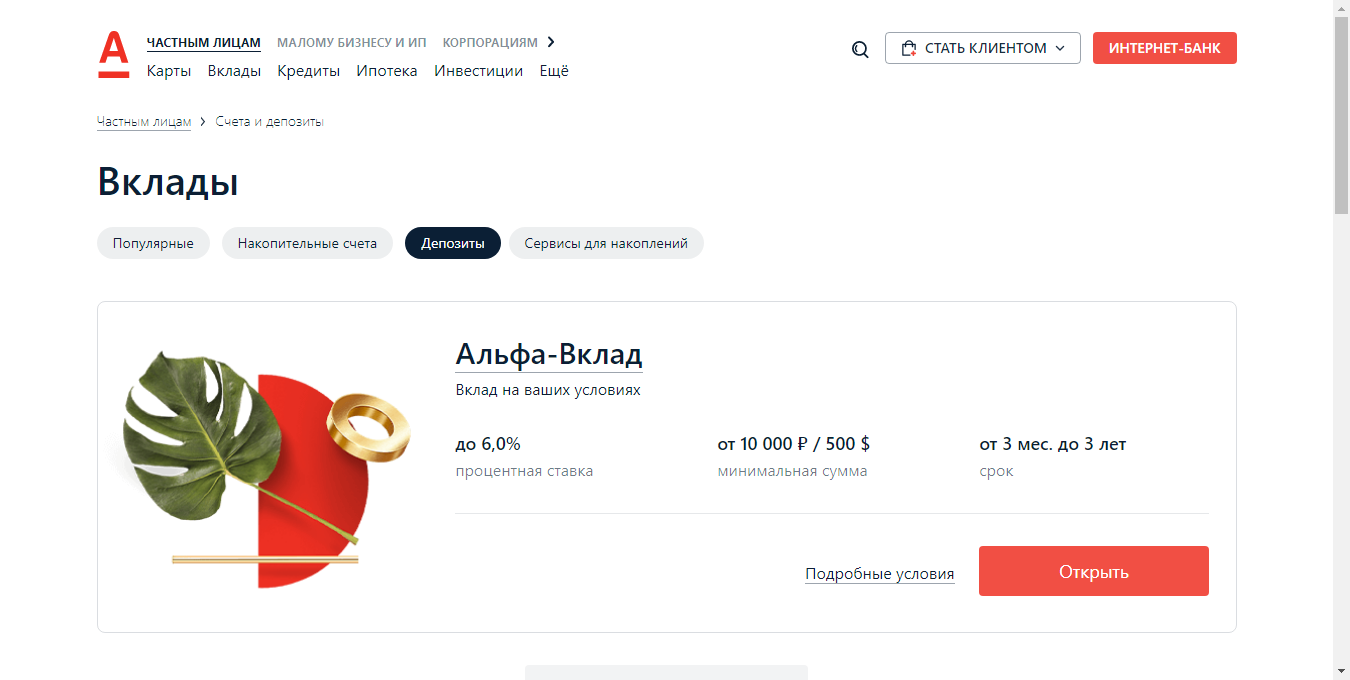 А
ЧАСТНЫМ ЛИЦАМ МАЛОМУ БИЗНЕСУ И ИП КОРПОРАЦИЯМ
Карты Вклады Кредиты Ипотека Инвестиции Ещё
СТАТЬ КЛИЕНТОМ
ИНТЕРНЕТ-БАНК
Частным лицам Счета и депозиты
Вклады
Популярные Накопительные счета Депозиты Сервисы для накоплений
Альфа-Вклад
Вклад на ваших условиях
до 6,0% от 10 000 ₽ / 500 $ от 3 мес. до 3 лет
процентная ставка минимальная сумма срок
Подробные условия Открыть